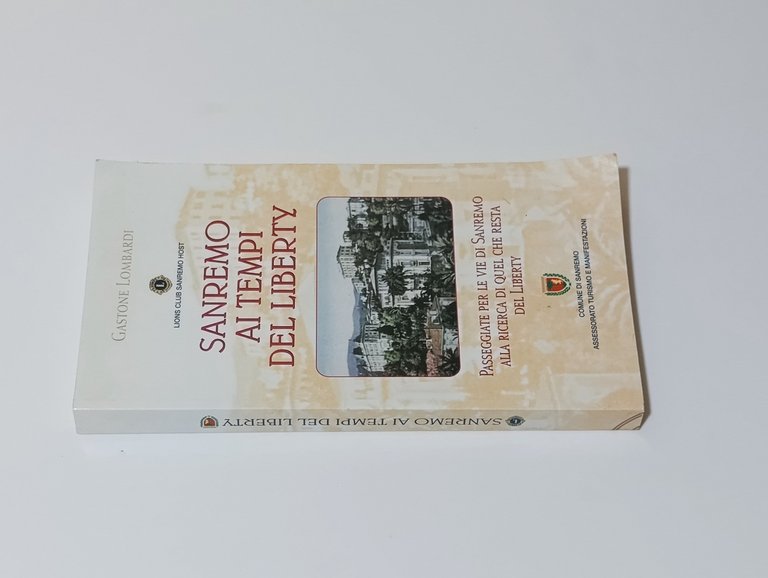 GASTONE LOMBARDI
LIONS CLUB SANREMO HOST
SANREMO
AI TEMPI
DEL LIBERTY
PASSEGGIATE PER LE VIE DI SANREMO
ALLA RICERCA DI QUEL CHE RESTA
DEL LIBERTY
COMUNE DI SANREMO
ASSESSORATO TURISMO E MANIFESTAZIONI
SANREMO AI TEMPI DEL LIBERTY